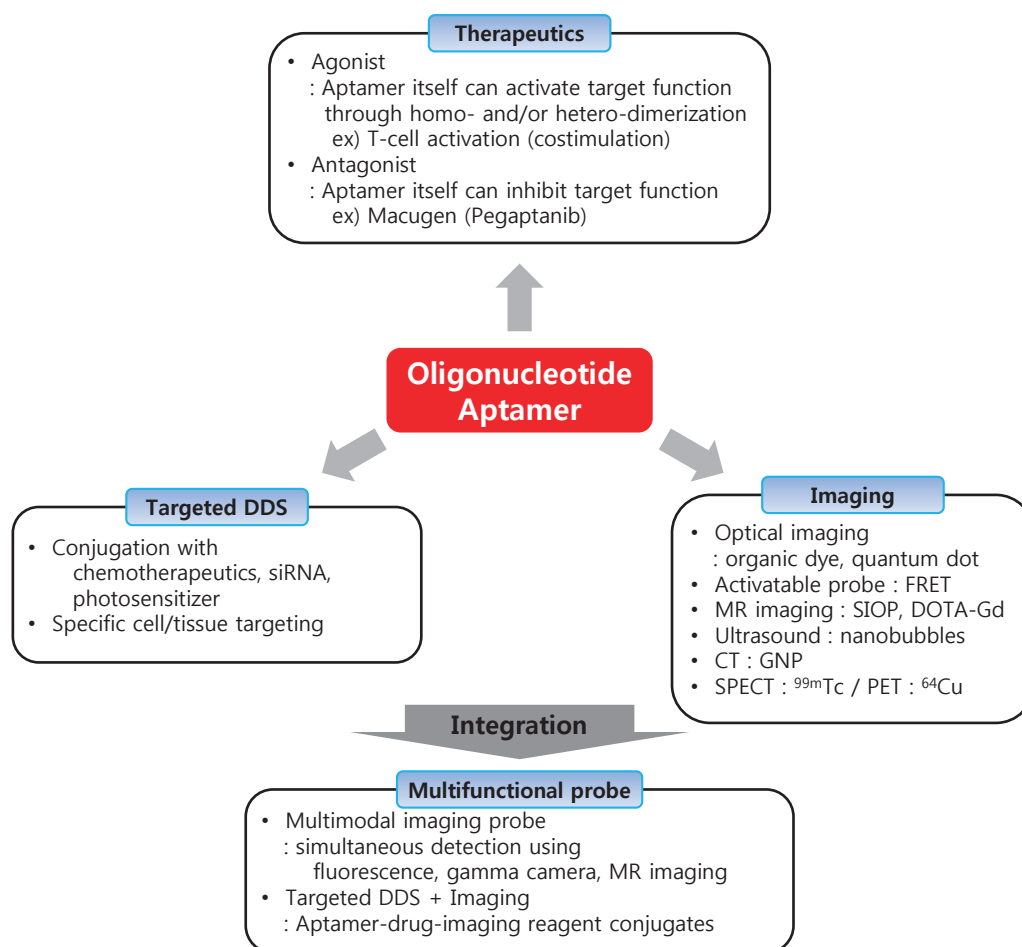 Therapeutics
• Agonist
: Aptamer itself can activate target function
through homo- and/or hetero-dimerization
ex) T-cell activation (costimulation)
• Antagonist
: Aptamer itself can inhibit target function
ex) Macugen (Pegaptanib)
Oligonucleotide
Aptamer
Targeted DDS
• Conjugation with
chemotherapeutics, siRNA,
photosensitizer
• Specific cell/tissue targeting
Imaging
• Optical imaging
: organic dye, quantum dot
• Activatable probe : FRET
• MR imaging : SIOP, DOTA-Gd
• Ultrasound : nanobubbles
• CT : GNP
• SPECT : ⁹⁹ᵐTc / PET : ⁶⁴Cu
Integration
Multifunctional probe
• Multimodal imaging probe
: simultaneous detection using
fluorescence, gamma camera, MR imaging
• Targeted DDS + Imaging
: Aptamer-drug-imaging reagent conjugates